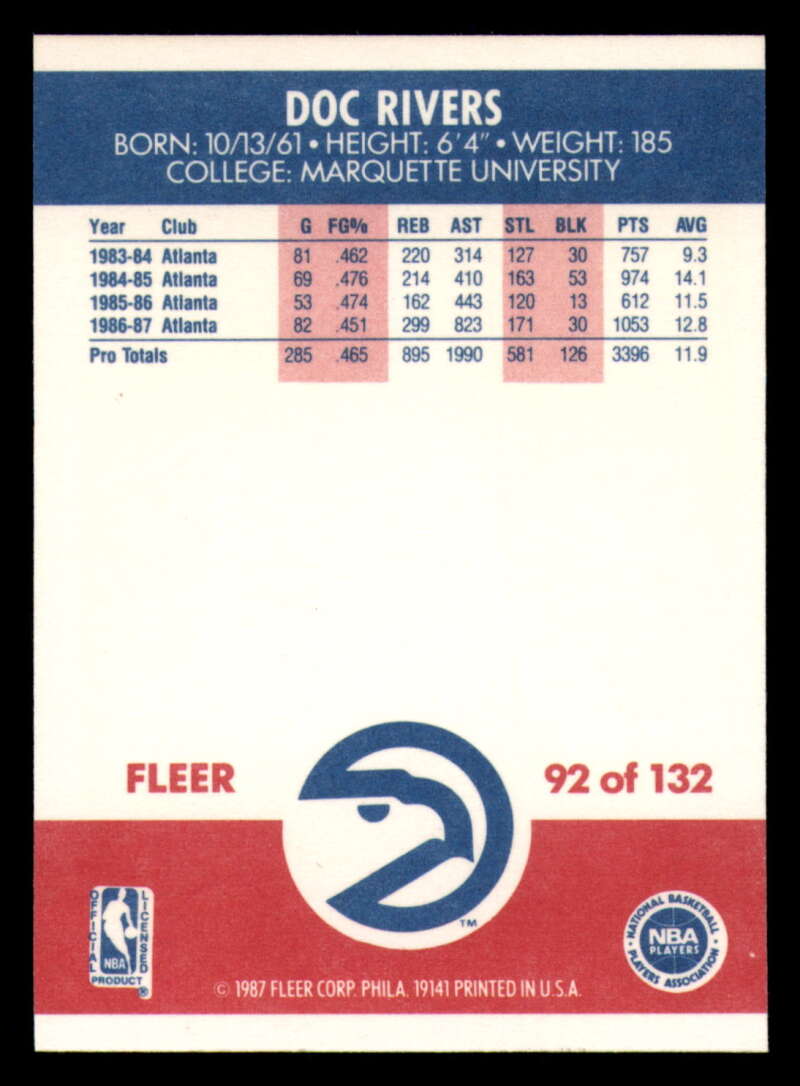 DOC RIVERS
BORN: 10/13/61 • HEIGHT: 6'4" • WEIGHT: 185
COLLEGE: MARQUETTE UNIVERSITY
Year Club G FG% REB AST STL BLK PTS AVG
1983-84 Atlanta 81 .462 220 314 127 30 757 9.3
1984-85 Atlanta 69 .476 214 410 163 53 974 14.1
1985-86 Atlanta 53 .474 162 443 120 13 612 11.5
1986-87 Atlanta 82 .451 299 823 171 30 1053 12.8
Pro Totals 285 .465 895 1990 581 126 3396 11.9
FLEER 92 of 132
TM
OFFICIAL LICENSED
NBA
PRODUCT ®
NATIONAL BASKETBALL
NBA
PLAYERS
PLAYERS ASSOCIATION
© 1987 FLEER CORP. PHILA. 19141 PRINTED IN U.S.A.